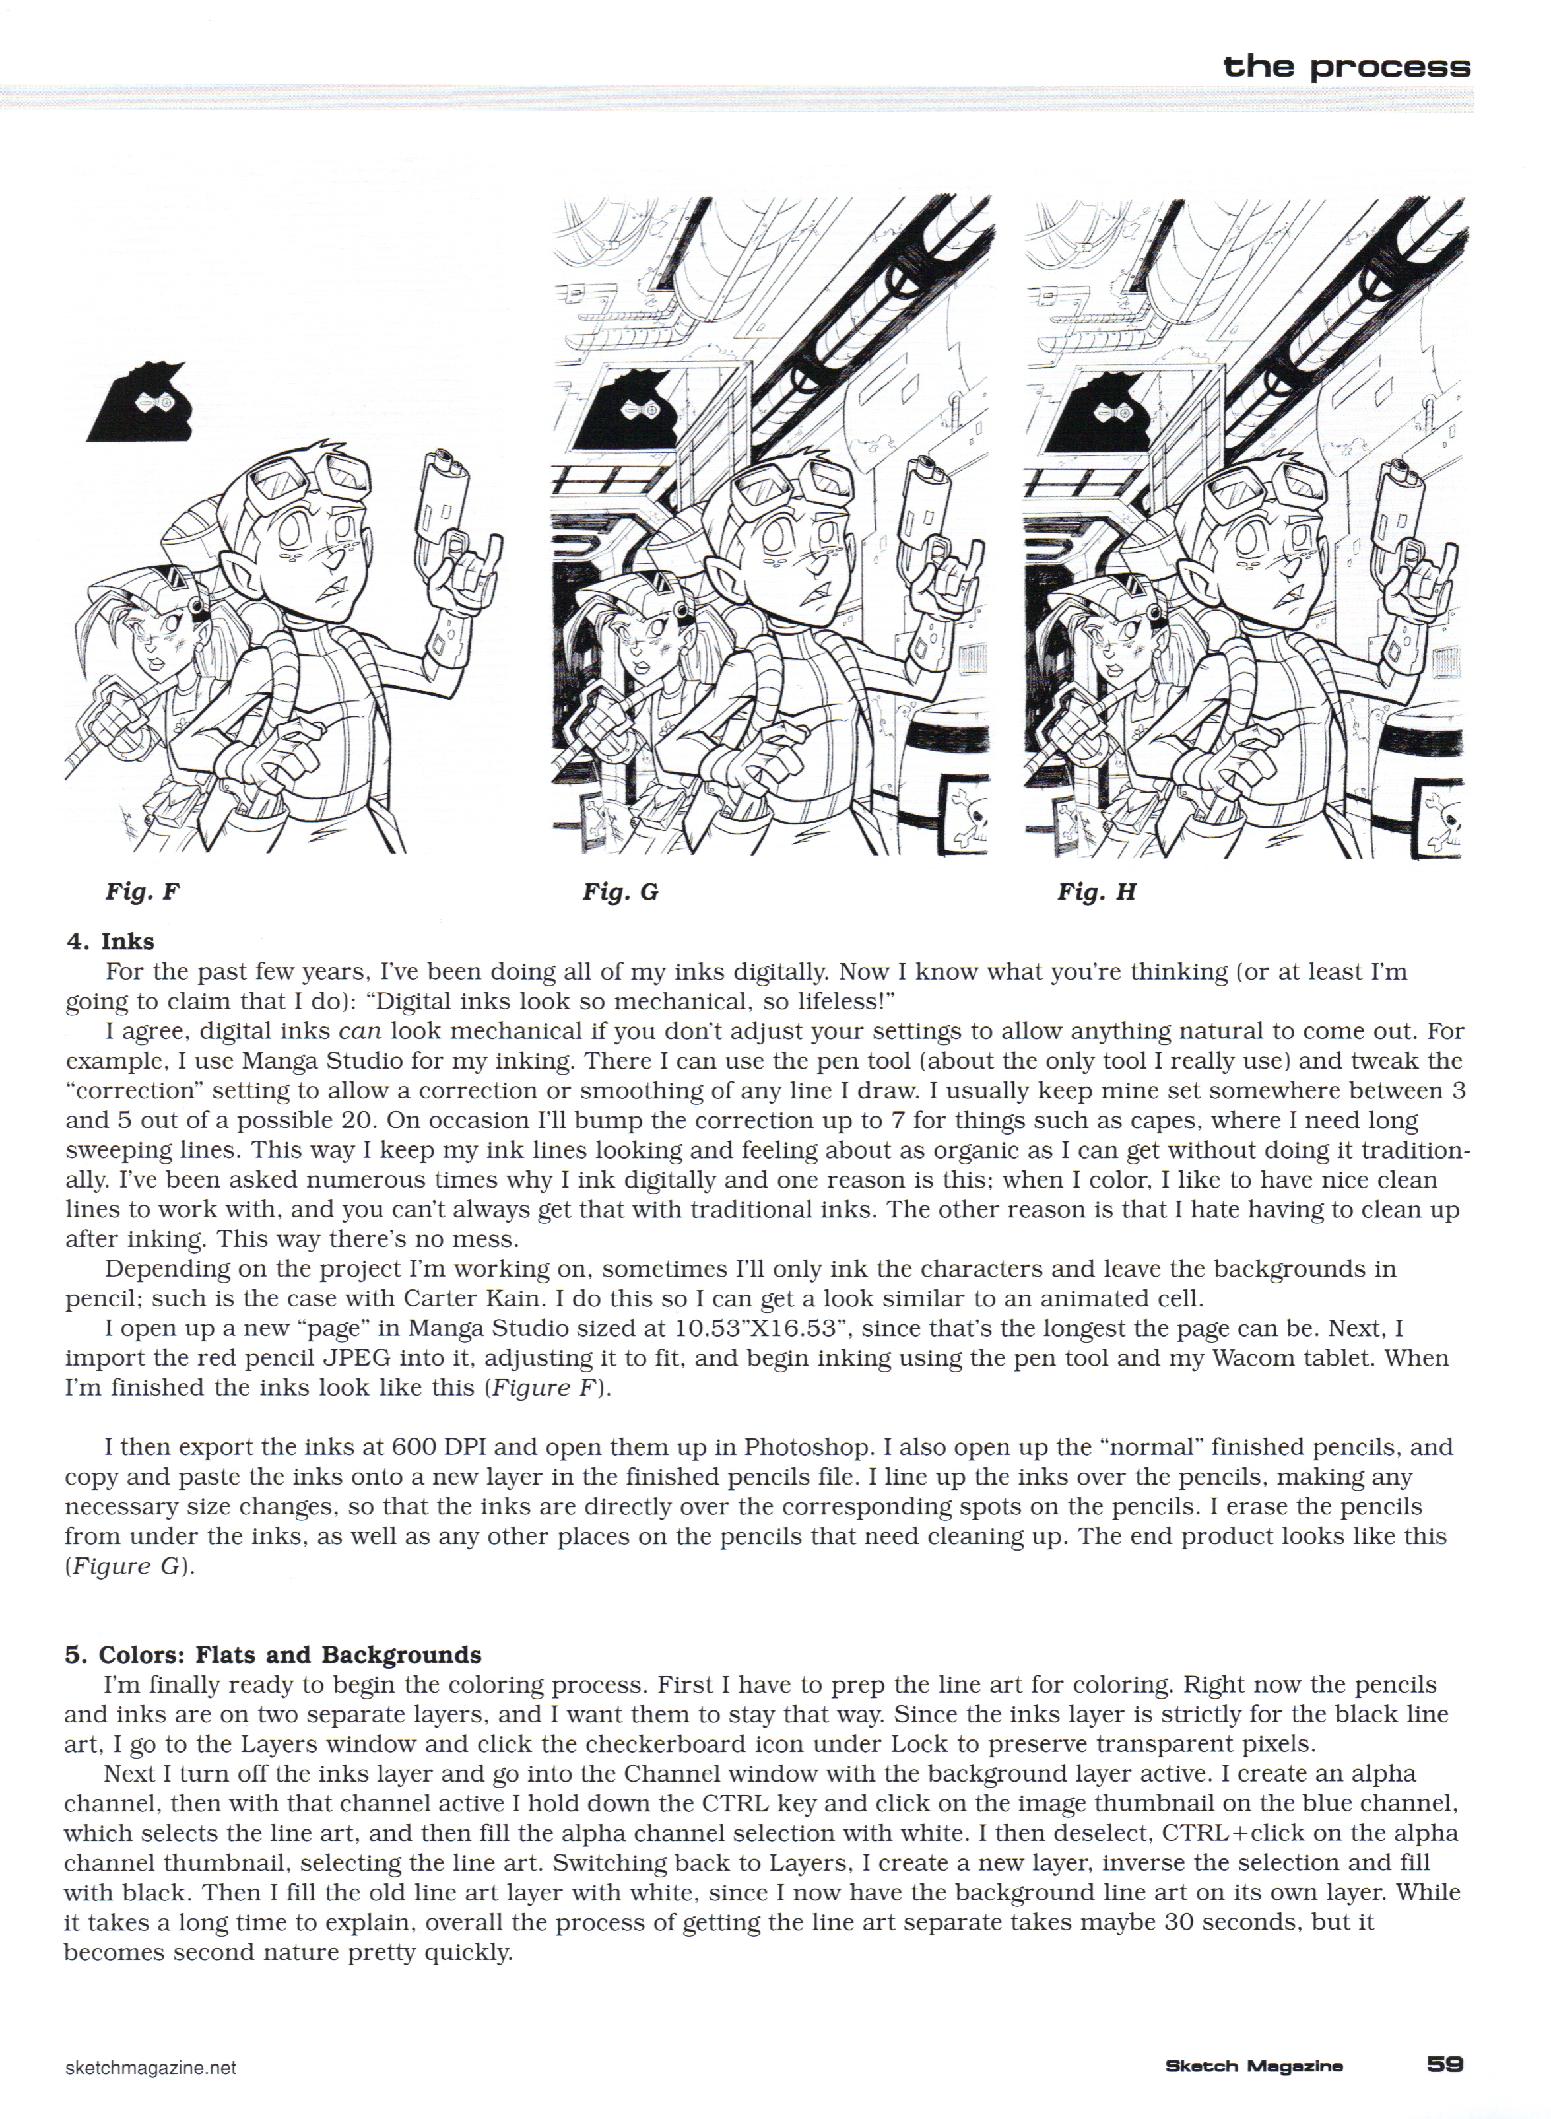 the process
Fig. F
Fig. G
Fig. H
4. Inks
For the past few years, I've been doing all of my inks digitally. Now I know what you're thinking (or at least I'm
going to claim that I do): “Digital inks look so mechanical, so lifeless!”
I agree, digital inks can look mechanical if you don't adjust your settings to allow anything natural to come out. For
example, I use Manga Studio for my inking. There I can use the pen tool (about the only tool I really use) and tweak the
“correction” setting to allow a correction or smoothing of any line I draw. I usually keep mine set somewhere between 3
and 5 out of a possible 20. On occasion I'll bump the correction up to 7 for things such as capes, where I need long
sweeping lines. This way I keep my ink lines looking and feeling about as organic as I can get without doing it tradition-
ally. I've been asked numerous times why I ink digitally and one reason is this; when I color, I like to have nice clean
lines to work with, and you can't always get that with traditional inks. The other reason is that I hate having to clean up
after inking. This way there's no mess.
Depending on the project I'm working on, sometimes I'll only ink the characters and leave the backgrounds in
pencil; such is the case with Carter Kain. I do this so I can get a look similar to an animated cell.
I open up a new “page” in Manga Studio sized at 10.53”X16.53”, since that's the longest the page can be. Next, I
import the red pencil JPEG into it, adjusting it to fit, and begin inking using the pen tool and my Wacom tablet. When
I'm finished the inks look like this (Figure F).
I then export the inks at 600 DPI and open them up in Photoshop. I also open up the “normal” finished pencils, and
copy and paste the inks onto a new layer in the finished pencils file. I line up the inks over the pencils, making any
necessary size changes, so that the inks are directly over the corresponding spots on the pencils. I erase the pencils
from under the inks, as well as any other places on the pencils that need cleaning up. The end product looks like this
(Figure G).
5. Colors: Flats and Backgrounds
I'm finally ready to begin the coloring process. First I have to prep the line art for coloring. Right now the pencils
and inks are on two separate layers, and I want them to stay that way. Since the inks layer is strictly for the black line
art, I go to the Layers window and click the checkerboard icon under Lock to preserve transparent pixels.
Next I turn off the inks layer and go into the Channel window with the background layer active. I create an alpha
channel, then with that channel active I hold down the CTRL key and click on the image thumbnail on the blue channel,
which selects the line art, and then fill the alpha channel selection with white. I then deselect, CTRL+click on the alpha
channel thumbnail, selecting the line art. Switching back to Layers, I create a new layer, inverse the selection and fill
with black. Then I fill the old line art layer with white, since I now have the background line art on its own layer. While
it takes a long time to explain, overall the process of getting the line art separate takes maybe 30 seconds, but it
becomes second nature pretty quickly.
sketchmagazine.net
Sketch Magazine 59